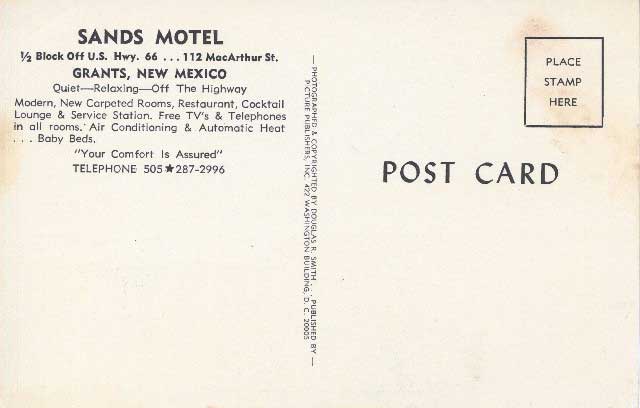 SANDS MOTEL
½ Block Off U.S. Hwy. 66 ... 112 MacArthur St.
GRANTS, NEW MEXICO
Quiet—Relaxing—Off The Highway
Modern, New Carpeted Rooms, Restaurant, Cocktail
Lounge & Service Station. Free TV's & Telephones
in all rooms. Air Conditioning & Automatic Heat
... Baby Beds.
"Your Comfort Is Assured"
TELEPHONE 505★287-2996
— PHOTOGRAPHED & COPYRIGHTED BY DOUGLAS R. SMITH . . PUBLISHED BY —
PICTURE PUBLISHERS, INC. 422 WASHINGTON BUILDING, D. C. 20005
PLACE
STAMP
HERE
POST CARD